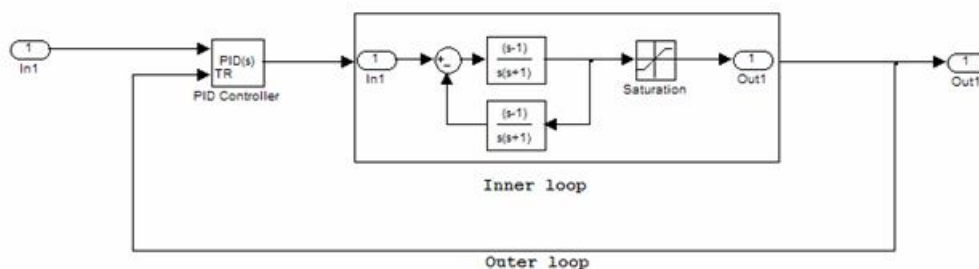 1
In1
PID(s)
TR
PID Controller
1
In1
+
−
(s-1)
s(s+1)
(s-1)
s(s+1)
Saturation
1
Out1
1
Out1
Inner loop
Outer loop